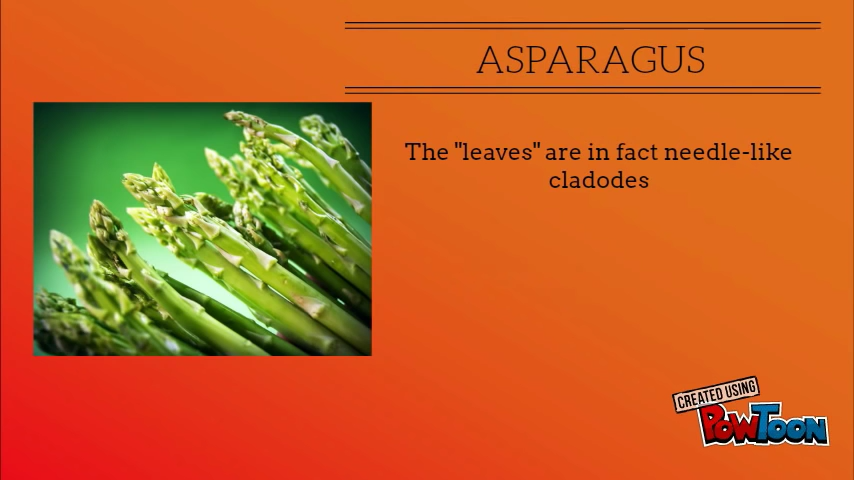 ASPARAGUS
The "leaves" are in fact needle-like
cladodes
CREATED USING
POWTOON